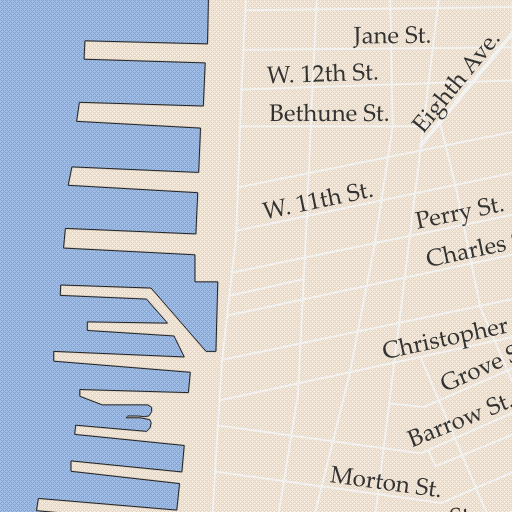 Jane St.
W. 12th St.
Eighth Ave.
Bethune St.
W. 11th St.
Perry St.
Charles
Christopher
Grove S
Barrow St.
Morton St.
St.